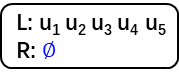 L: u₁ u₂ u₃ u₄ u₅
R: ∅